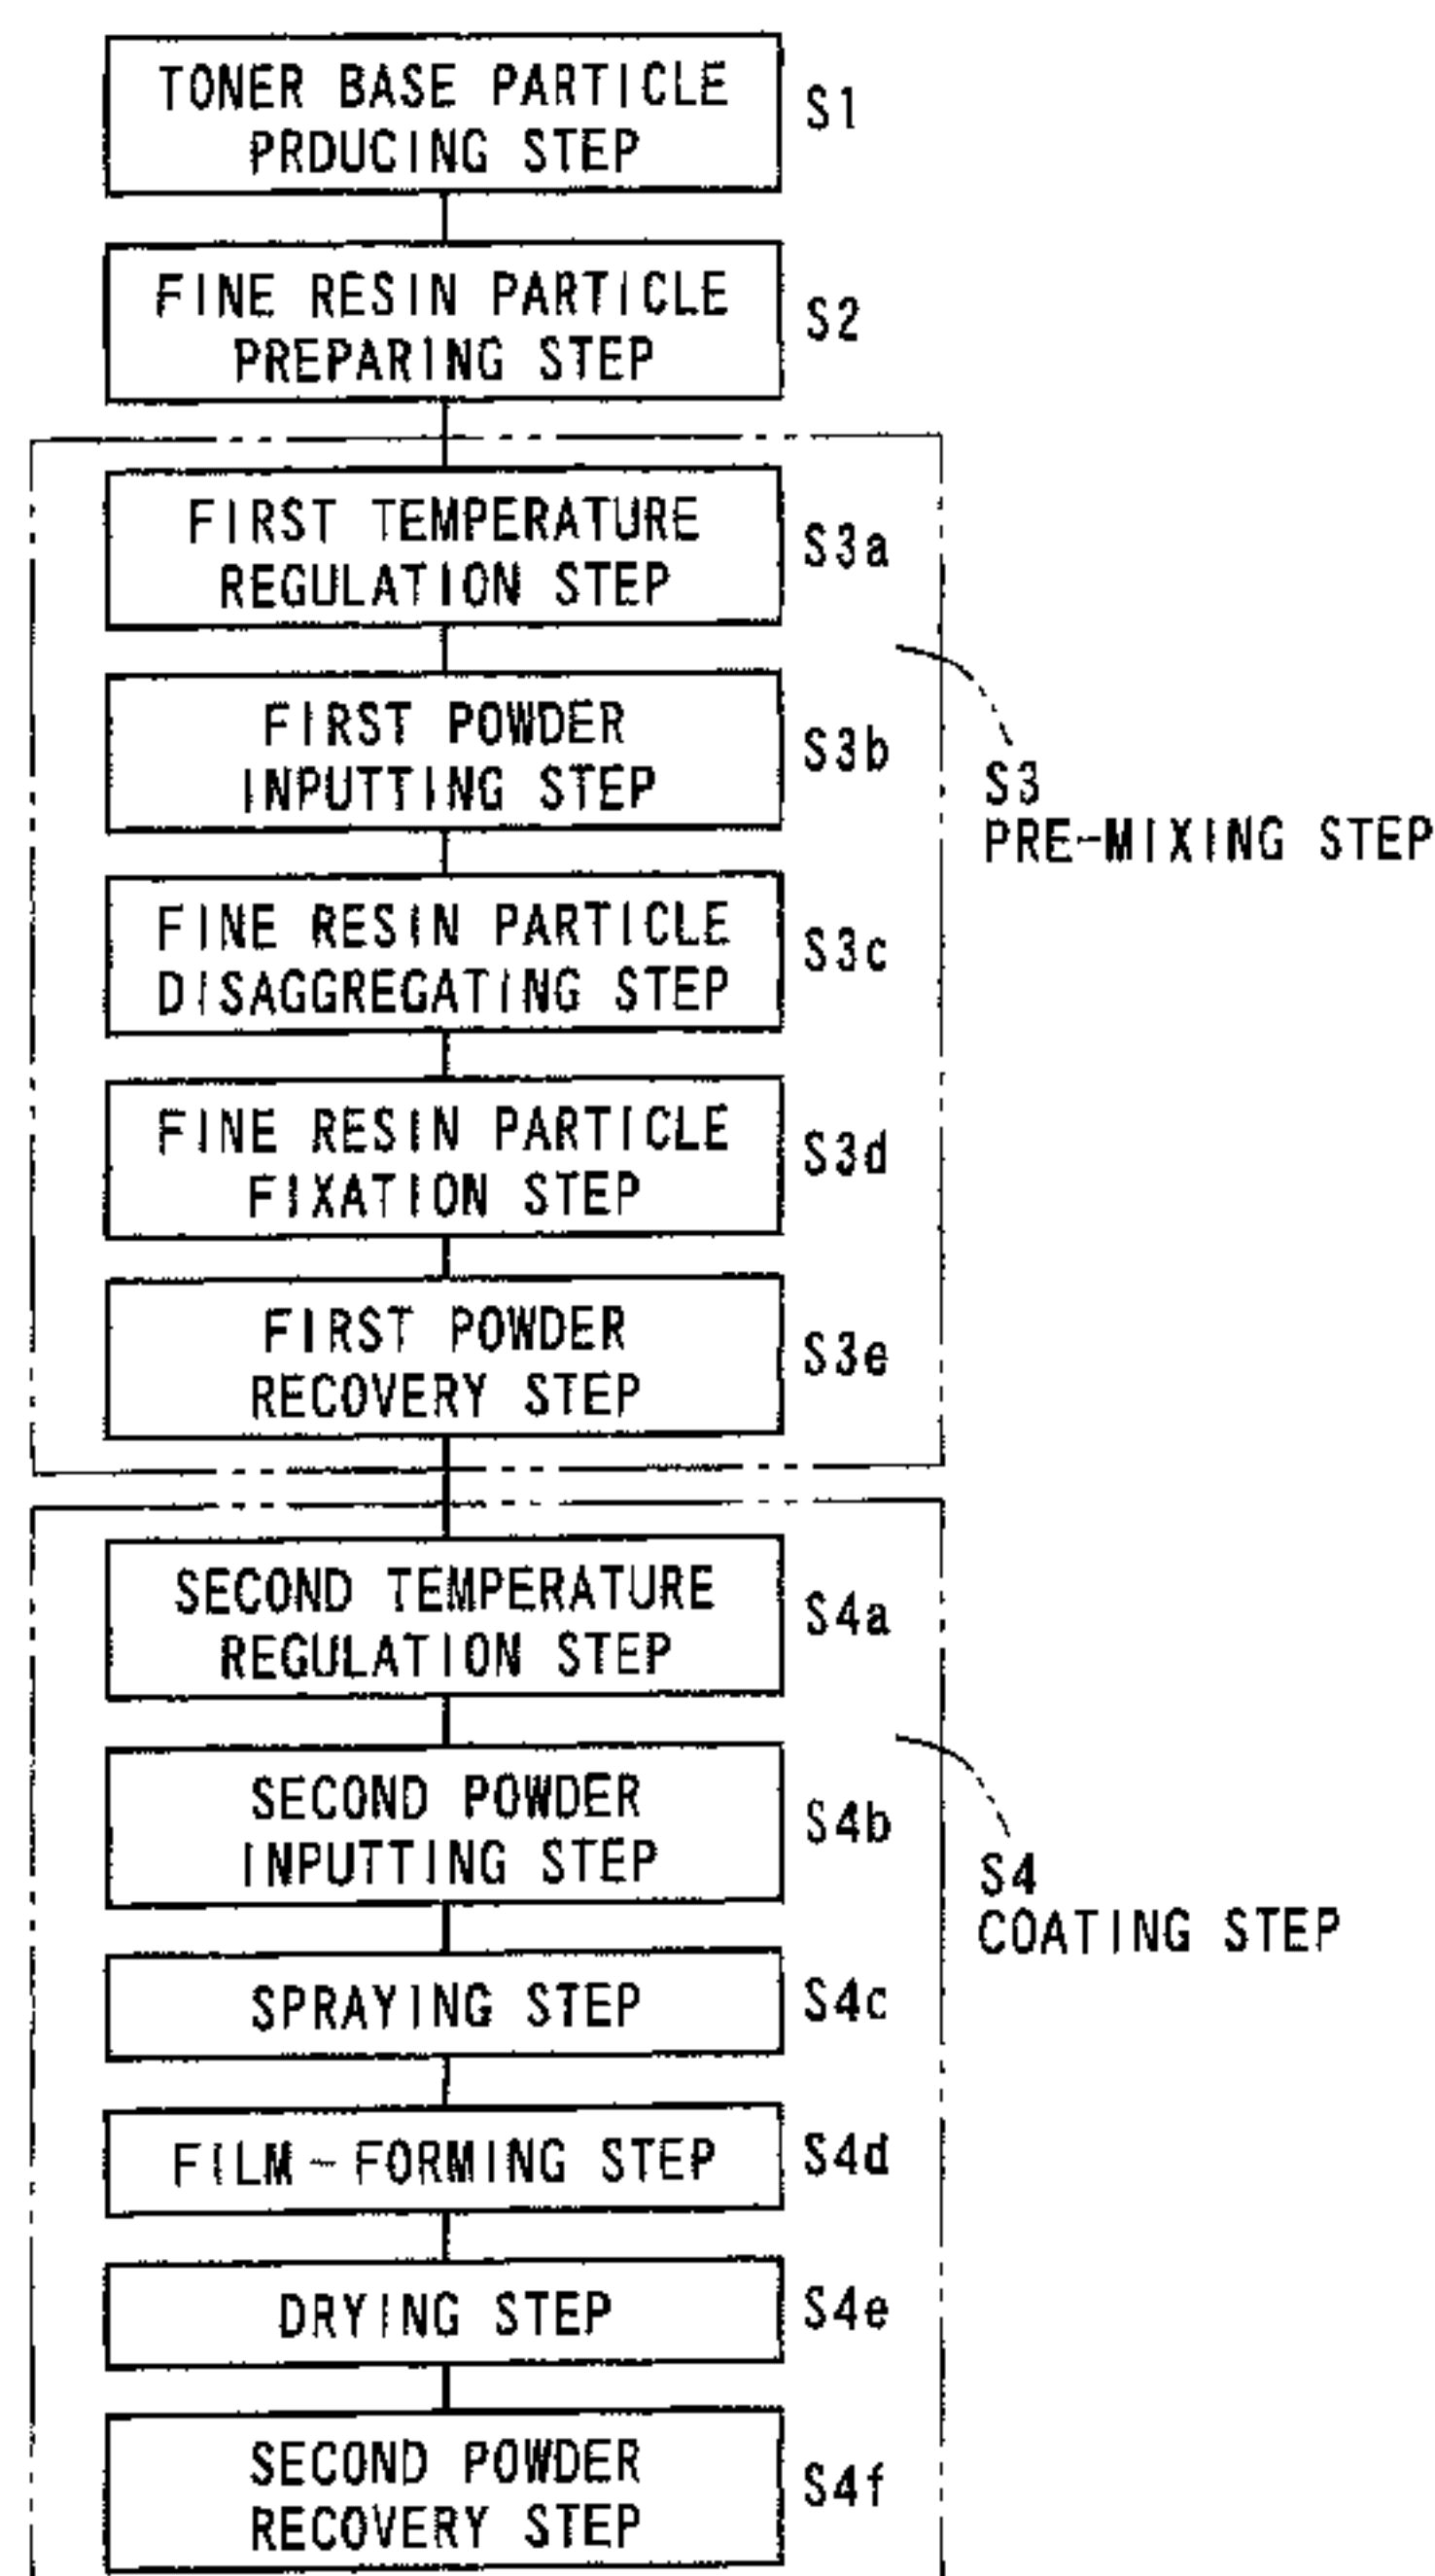 TONER BASE PARTICLE
PRDUCING STEP
S1
FINE RESIN PARTICLE
PREPARING STEP
S2
FIRST TEMPERATURE
REGULATION STEP
S3a
FIRST POWDER
INPUTTING STEP
S3b
S3
PRE-MIXING STEP
FINE RESIN PARTICLE
DISAGGREGATING STEP
S3c
FINE RESIN PARTICLE
FIXATION STEP
S3d
FIRST POWDER
RECOVERY STEP
S3e
SECOND TEMPERATURE
REGULATION STEP
S4a
SECOND POWDER
INPUTTING STEP
S4b
S4
COATING STEP
SPRAYING STEP
S4c
FILM-FORMING STEP
S4d
DRYING STEP
S4e
SECOND POWDER
RECOVERY STEP
S4f